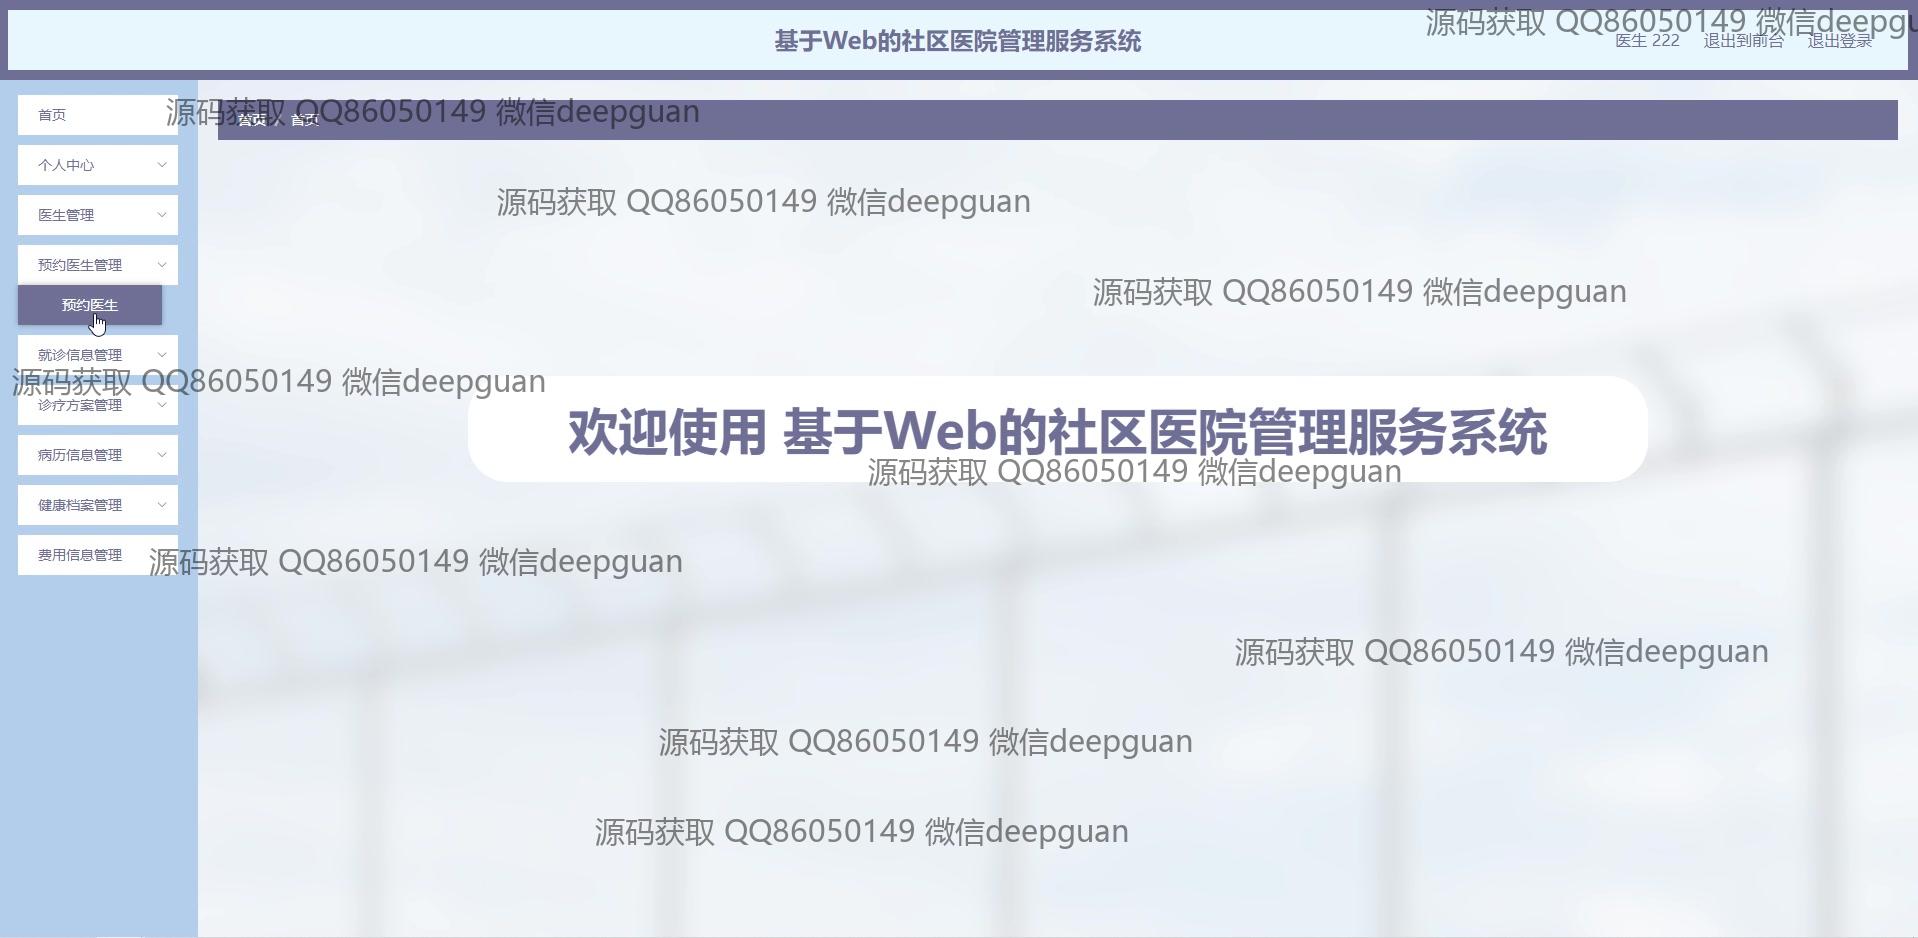 源码获取 QQ86050149 微信deepgu
基于Web的社区医院管理服务系统
医生 222 退出到前台 退出登录
首页
源码获取 QQ86050149 微信deepguan
首页 首页
个人中心
源码获取 QQ86050149 微信deepguan
医生管理
预约医生管理
源码获取 QQ86050149 微信deepguan
预约医生
就诊信息管理
源码获取 QQ86050149 微信deepguan
诊疗方案管理
欢迎使用 基于Web的社区医院管理服务系统
病历信息管理
源码获取 QQ86050149 微信deepguan
健康档案管理
费用信息管理
源码获取 QQ86050149 微信deepguan
源码获取 QQ86050149 微信deepguan
源码获取 QQ86050149 微信deepguan
源码获取 QQ86050149 微信deepguan